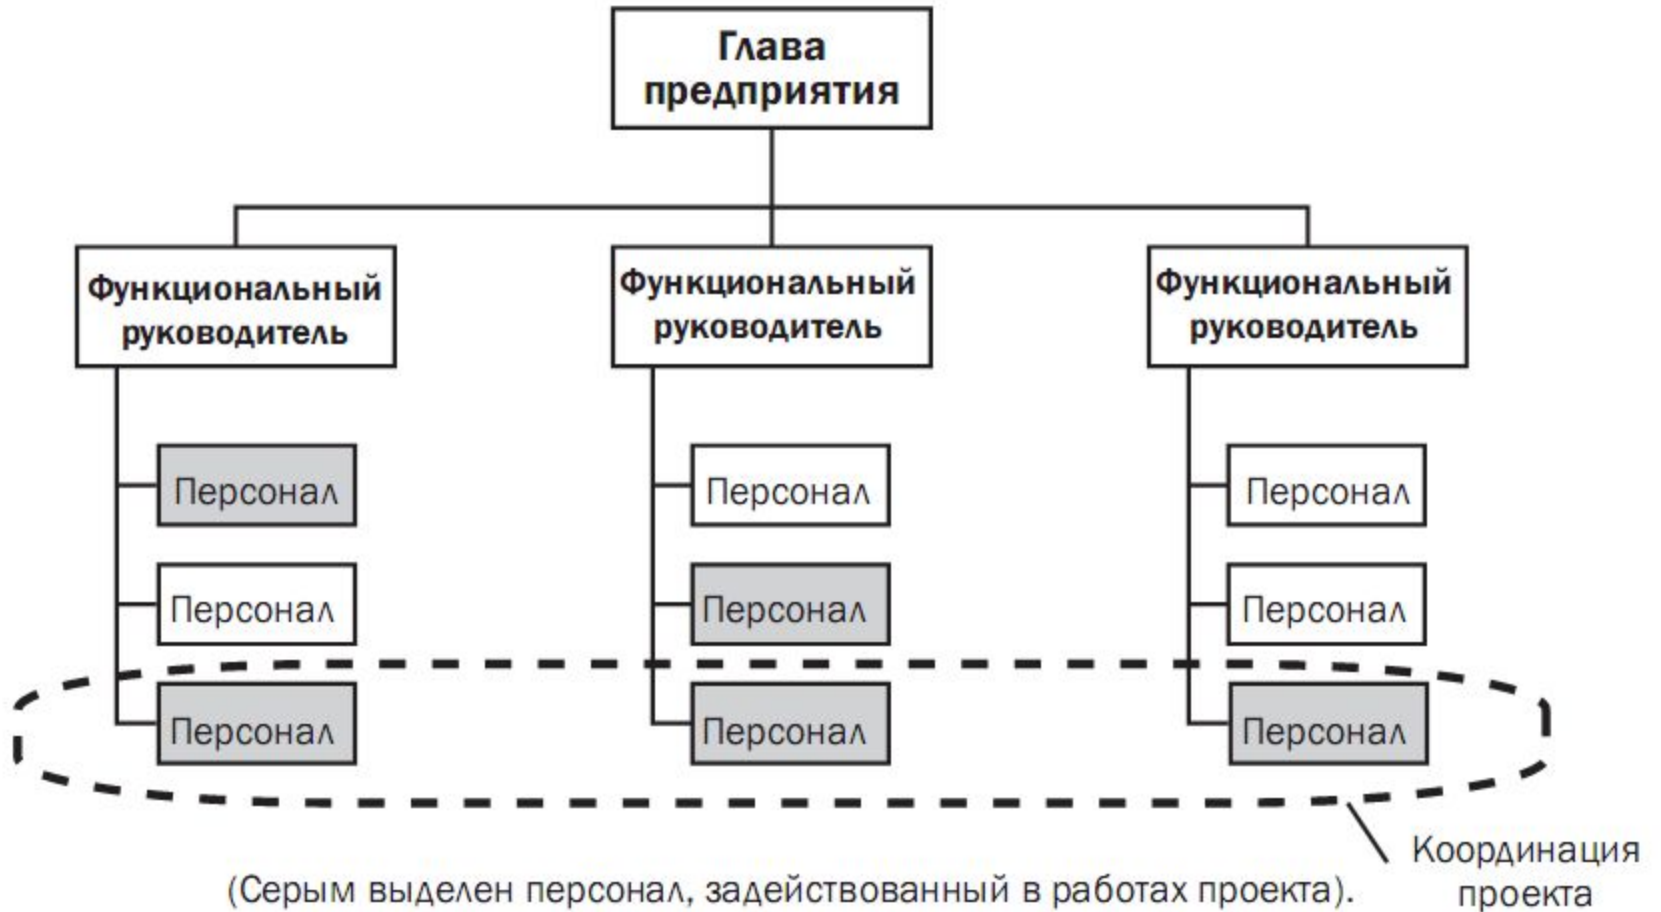 Глава
предприятия
Функциональный
руководитель
Функциональный
руководитель
Функциональный
руководитель
Персонал
Персонал
Персонал
Персонал
Персонал
Персонал
Персонал
Персонал
Персонал
Координация
проекта
(Серым выделен персонал, задействованный в работах проекта).